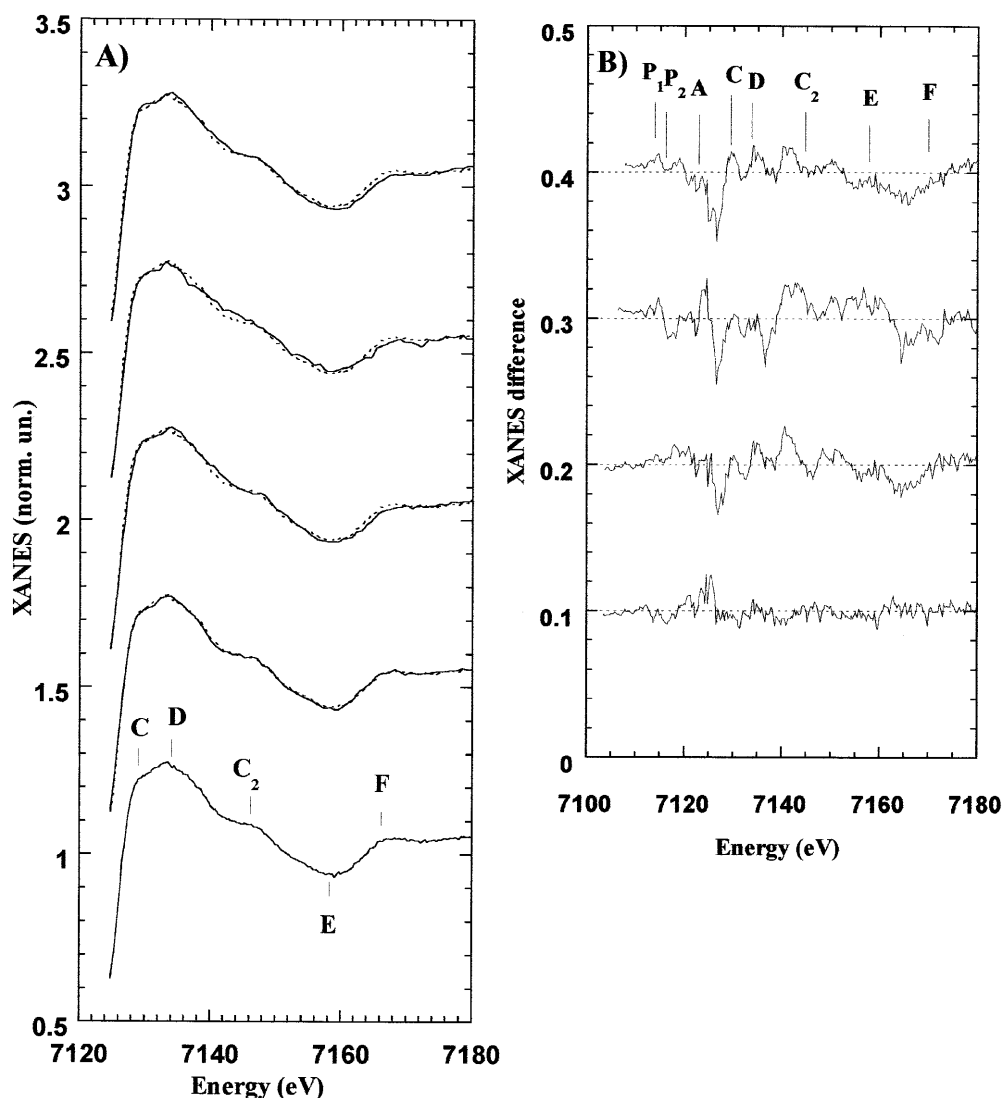 A)
3.5
3
2.5
2
1.5
1
0.5
XANES (norm. un.)
C D
C2
F
E
7120 7140 7160 7180
Energy (eV)
B)
0.5
0.4
0.3
0.2
0.1
0
XANES difference
P1 P2 A C D C2 E F
7100 7120 7140 7160 7180
Energy (eV)